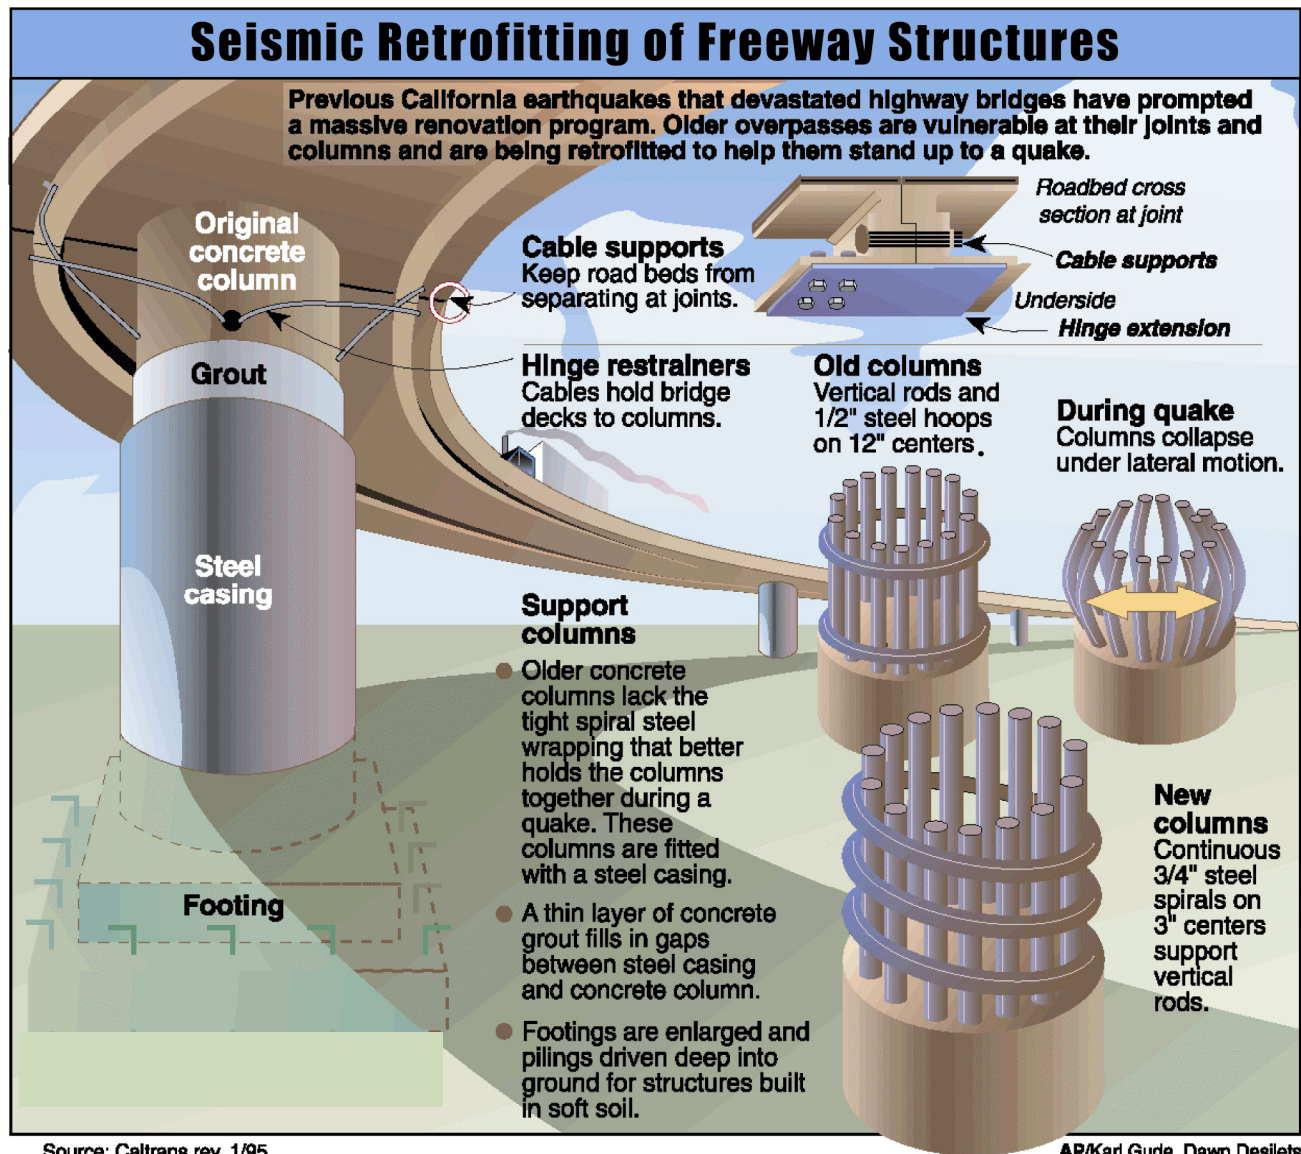 Seismic Retrofitting of Freeway Structures
Previous California earthquakes that devastated highway bridges have prompted
a massive renovation program. Older overpasses are vulnerable at their joints and
columns and are being retrofitted to help them stand up to a quake.
Original
concrete
column
Grout
Steel
casing
Footing
Cable supports
Keep road beds from
separating at joints.
Roadbed cross
section at joint
Cable supports
Underside
Hinge extension
Hinge restrainers
Cables hold bridge
decks to columns.
Old columns
Vertical rods and
1/2" steel hoops
on 12" centers.
During quake
Columns collapse
under lateral motion.
Support
columns
Older concrete
columns lack the
tight spiral steel
wrapping that better
holds the columns
together during a
quake. These
columns are fitted
with a steel casing.
A thin layer of concrete
grout fills in gaps
between steel casing
and concrete column.
Footings are enlarged and
pilings driven deep into
ground for structures built
in soft soil.
New
columns
Continuous
3/4" steel
spirals on
3" centers
support
vertical
rods.
Source: Caltrans rev. 1/95
AP/Karl Gude, Dawn Desilets